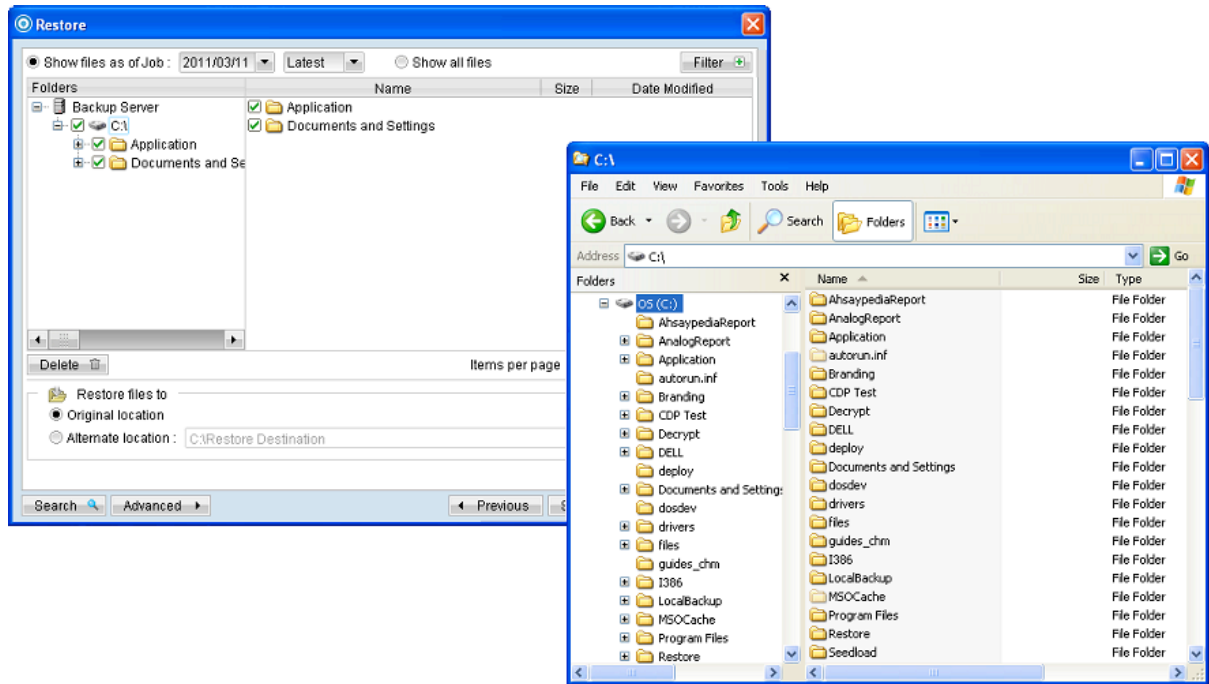 Restore
Show files as of Job : 2011/03/11 Latest Show all files Filter
Folders Name Size Date Modified
Backup Server
C:\
Application
Documents and Se
Application
Documents and Settings
Delete Items per page
Restore files to
Original location
Alternate location : C:\Restore Destination
Search Advanced Previous
C:\
File Edit View Favorites Tools Help
Back Search Folders
Address C:\ Go
Folders
OS (C:)
AhsaypediaReport
AnalogReport
Application
autorun.inf
Branding
CDP Test
Decrypt
DELL
deploy
Documents and Settings
dosdev
drivers
files
guides_chm
I386
LocalBackup
MSOCache
Program Files
Restore
Name Size Type
AhsaypediaReport File Folder
AnalogReport File Folder
Application File Folder
autorun.inf File Folder
Branding File Folder
CDP Test File Folder
Decrypt File Folder
DELL File Folder
deploy File Folder
Documents and Settings File Folder
dosdev File Folder
drivers File Folder
files File Folder
guides_chm File Folder
I386 File Folder
LocalBackup File Folder
MSOCache File Folder
Program Files File Folder
Restore File Folder
Seedload File Folder